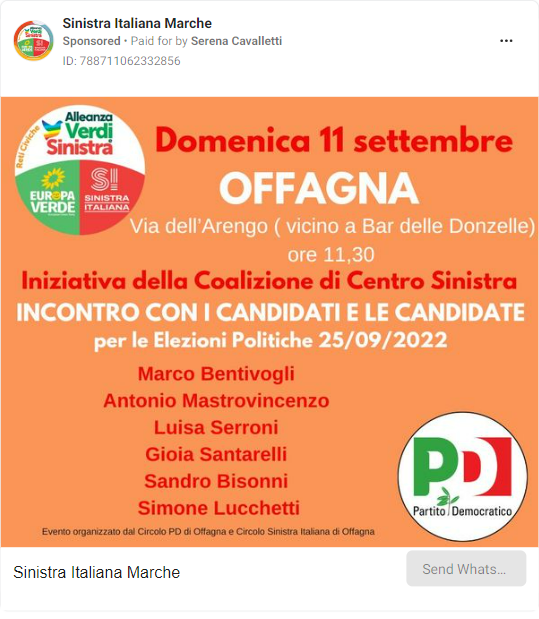 Sinistra Italiana Marche
Sponsored • Paid for by Serena Cavalletti
ID: 788711062332856
Reti Civiche
Alleanza
Verdi
Sinistra
EUROPA
VERDE
SI
SINISTRA
ITALIANA
Domenica 11 settembre
OFFAGNA
Via dell'Arengo ( vicino a Bar delle Donzelle)
ore 11,30
Iniziativa della Coalizione di Centro Sinistra
INCONTRO CON I CANDIDATI E LE CANDIDATE
per le Elezioni Politiche 25/09/2022
Marco Bentivogli
Antonio Mastrovincenzo
Luisa Serroni
Gioia Santarelli
Sandro Bisonni
Simone Lucchetti
PD
Partito Democratico
Evento organizzato dal Circolo PD di Offagna e Circolo Sinistra Italiana di Offagna
Sinistra Italiana Marche
Send Whats...